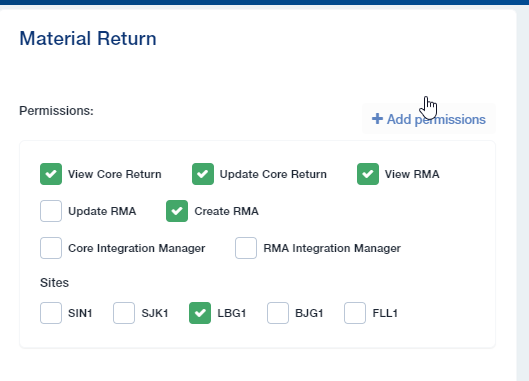 Material Return
Permissions:
+ Add permissions
View Core Return Update Core Return View RMA
Update RMA Create RMA
Core Integration Manager RMA Integration Manager
Sites
SIN1 SJK1 LBG1 BJG1 FLL1